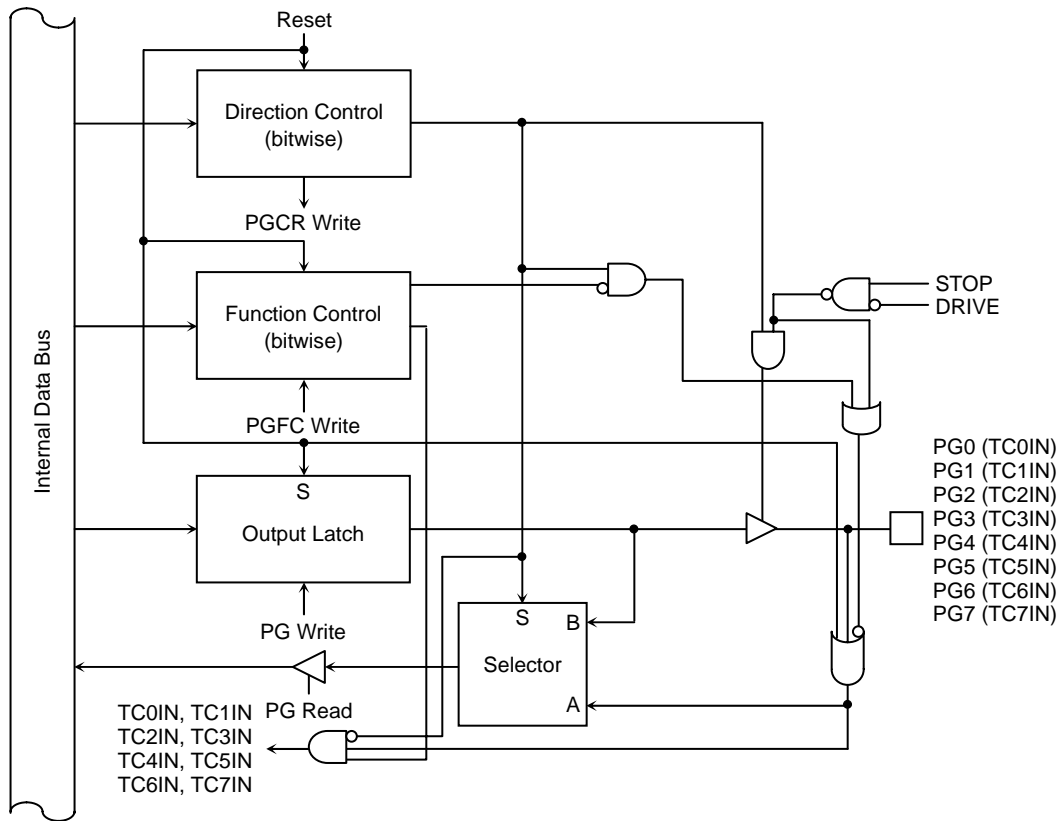 Reset
Direction Control
(bitwise)
PGCR Write
Function Control
(bitwise)
STOP
DRIVE
Internal Data Bus
PGFC Write
S
Output Latch
PG0 (TC0IN)
PG1 (TC1IN)
PG2 (TC2IN)
PG3 (TC3IN)
PG4 (TC4IN)
PG5 (TC5IN)
PG6 (TC6IN)
PG7 (TC7IN)
PG Write
S
B
Selector
A
PG Read
TC0IN, TC1IN
TC2IN, TC3IN
TC4IN, TC5IN
TC6IN, TC7IN